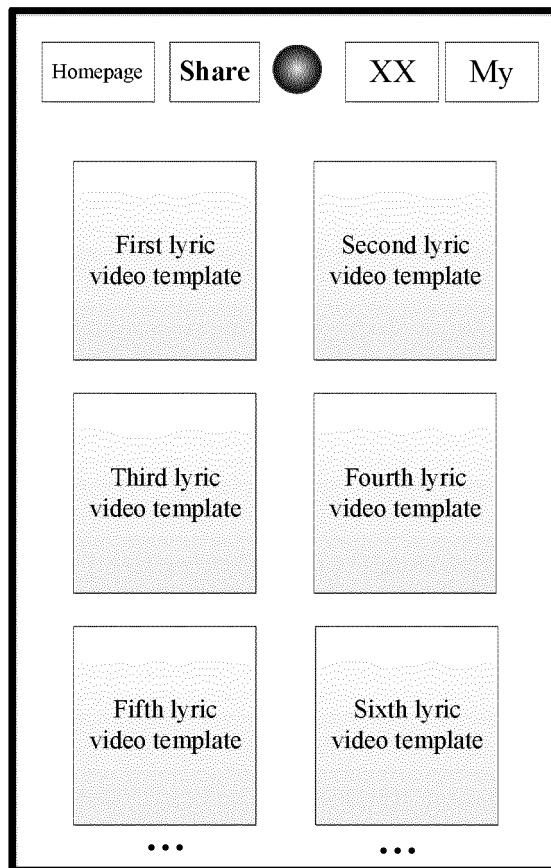 Homepage Share XX My
First lyric
video template
Second lyric
video template
Third lyric
video template
Fourth lyric
video template
Fifth lyric
video template
Sixth lyric
video template
... ...